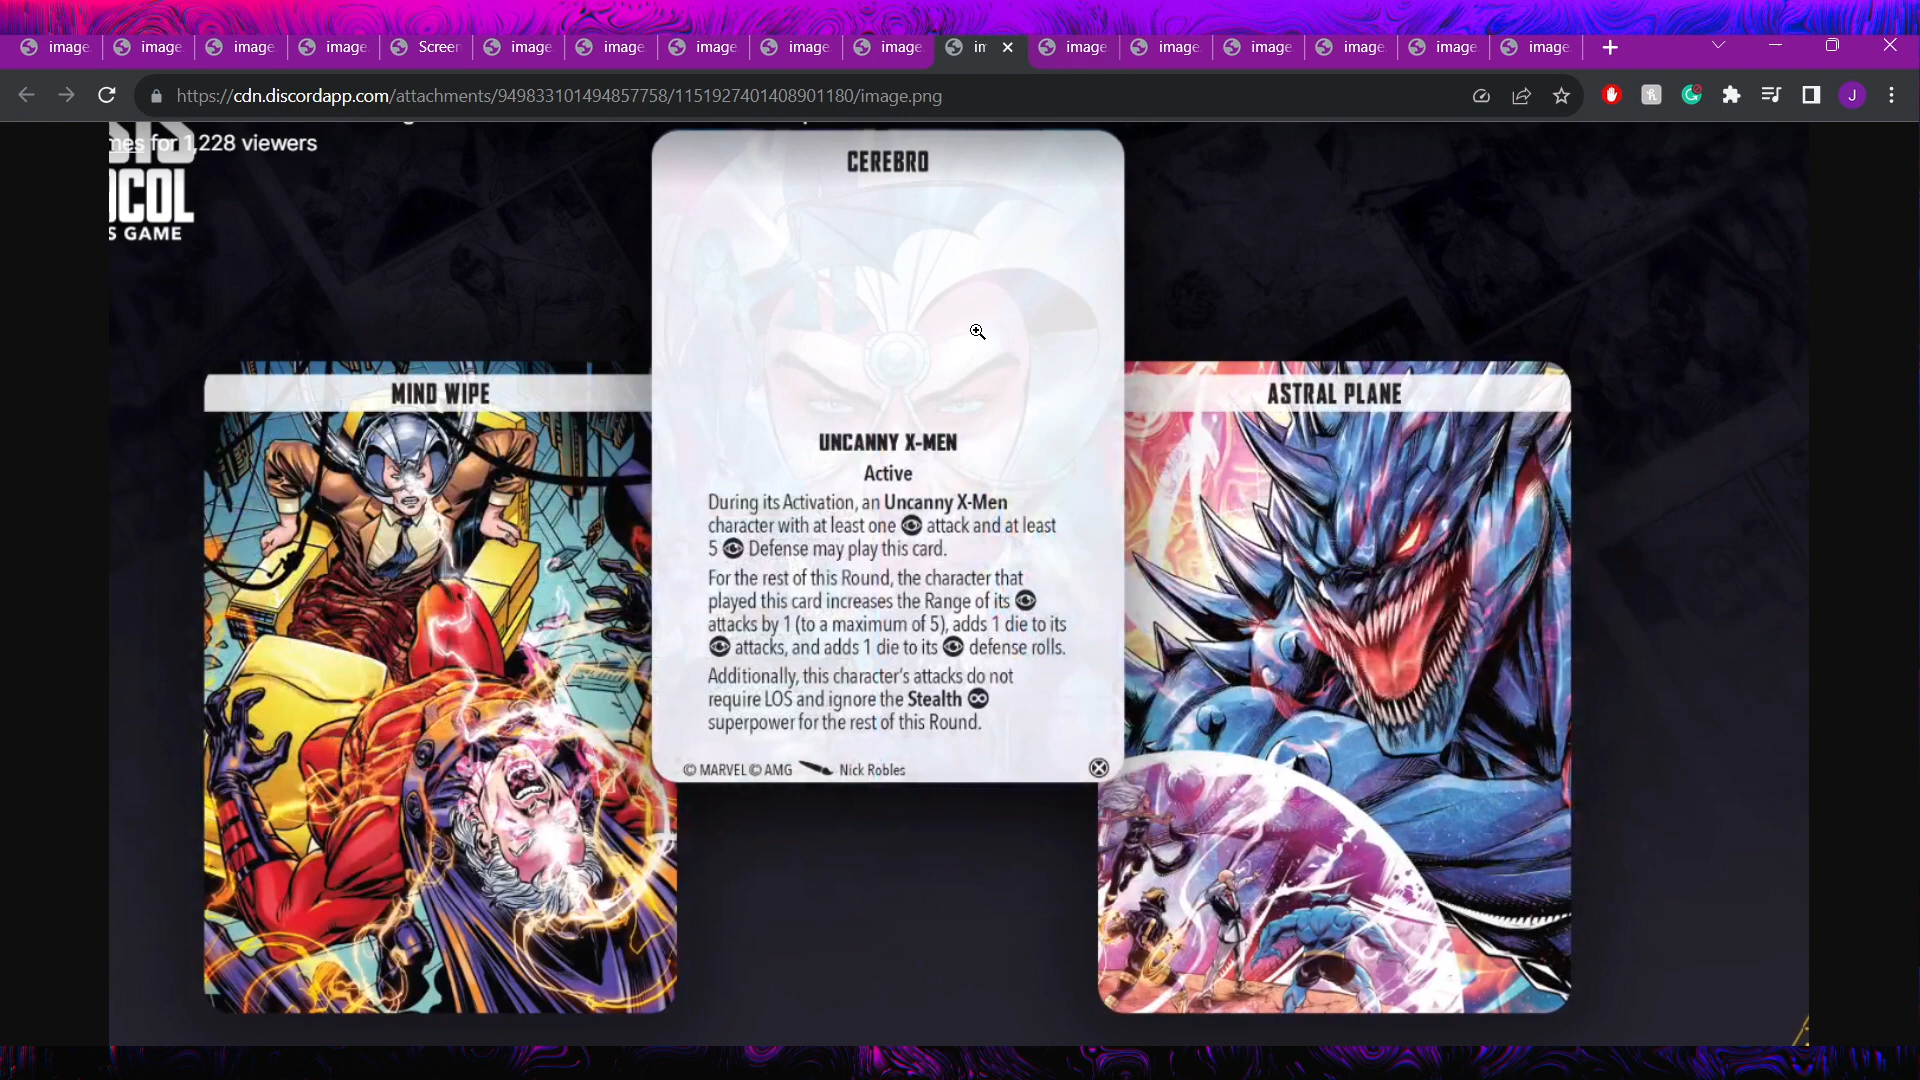 image
image
image
image
Screen
image
image
image
image
image
im
image
image
image
image
image
image
https://cdn.discordapp.com/attachments/949833101494857758/1151927401408901180/image.png
J
for 1,228 viewers
S GAME
CEREBRO
UNCANNY X-MEN
Active
During its Activation, an Uncanny X-Men
character with at least one attack and at least
5 Defense may play this card.
For the rest of this Round, the character that
played this card increases the Range of its
attacks by 1 (to a maximum of 5), adds 1 die to its
attacks, and adds 1 die to its defense rolls.
Additionally, this character's attacks do not
require LOS and ignore the Stealth
superpower for the rest of this Round.
© MARVEL © AMG Nick Robles
MIND WIPE
ASTRAL PLANE